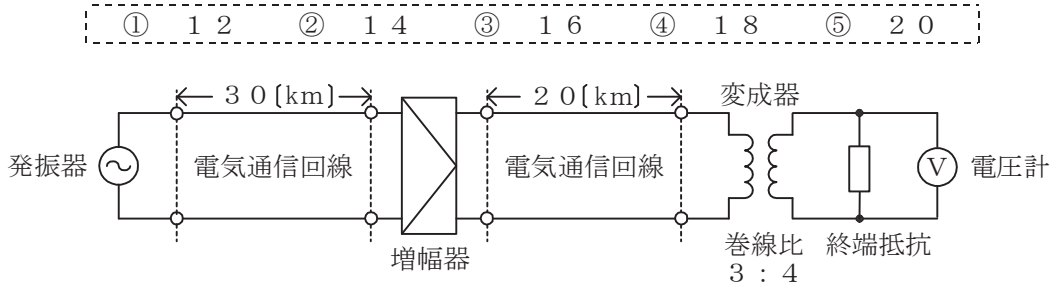 ① 12 ② 14 ③ 16 ④ 18 ⑤ 20
30〔km〕 20〔km〕 変成器
発振器 電気通信回線 電気通信回線 V 電圧計
増幅器 巻線比 終端抵抗
3:4